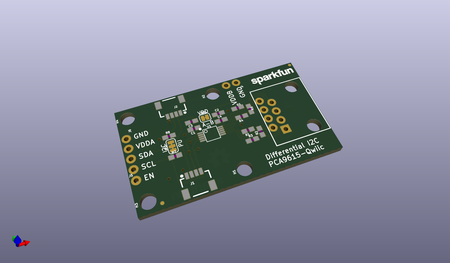 sparkfun
GND
VDDB
GND
VDDA
SDA
SCL
EN
Differential I2C
PCA9615-Qwiic